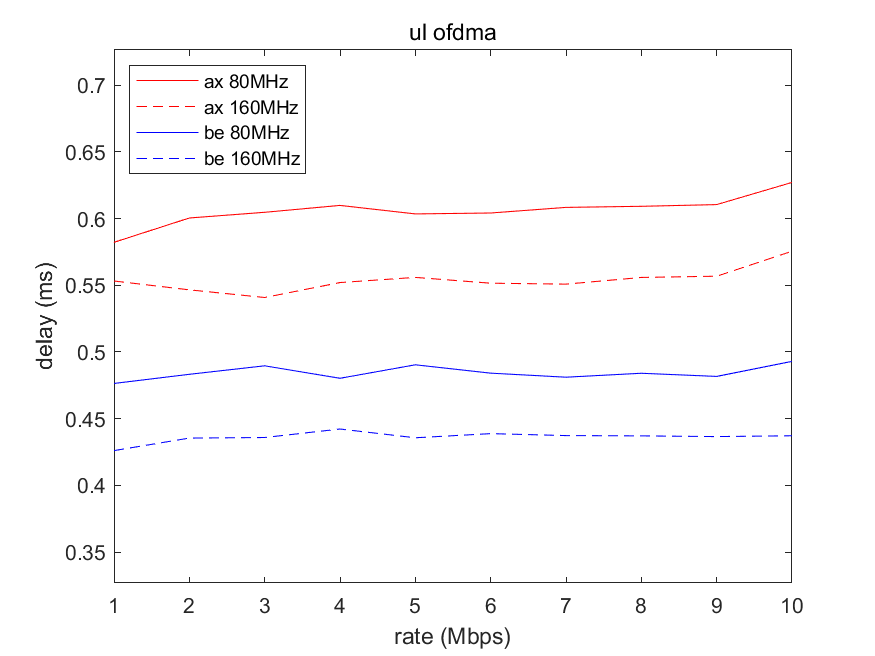 ul ofdma
ax 80MHz
ax 160MHz
be 80MHz
be 160MHz
0.7
0.65
0.6
0.55
0.5
0.45
0.4
0.35
delay (ms)
1 2 3 4 5 6 7 8 9 10
rate (Mbps)